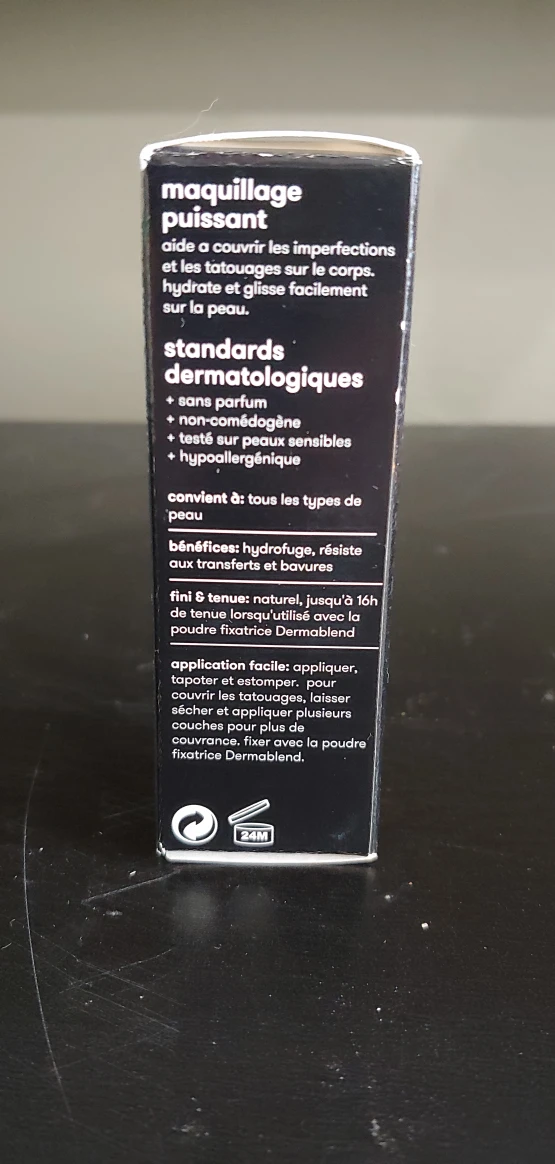 maquillage
puissant
aide a couvrir les imperfections
et les tatouages sur le corps.
hydrate et glisse facilement
sur la peau.
standards
dermatologiques
+ sans parfum
+ non-comédogène
+ testé sur peaux sensibles
+ hypoallergénique
convient à: tous les types de
peau
bénéfices: hydrofuge, résiste
aux transferts et bavures
fini & tenue: naturel, jusqu'à 16h
de tenue lorsqu'utilisé avec la
poudre fixatrice Dermablend
application facile: appliquer,
tapoter et estomper. pour
couvrir les tatouages, laisser
sécher et appliquer plusieurs
couches pour plus de
couvrance. fixer avec la poudre
fixatrice Dermablend.
24M